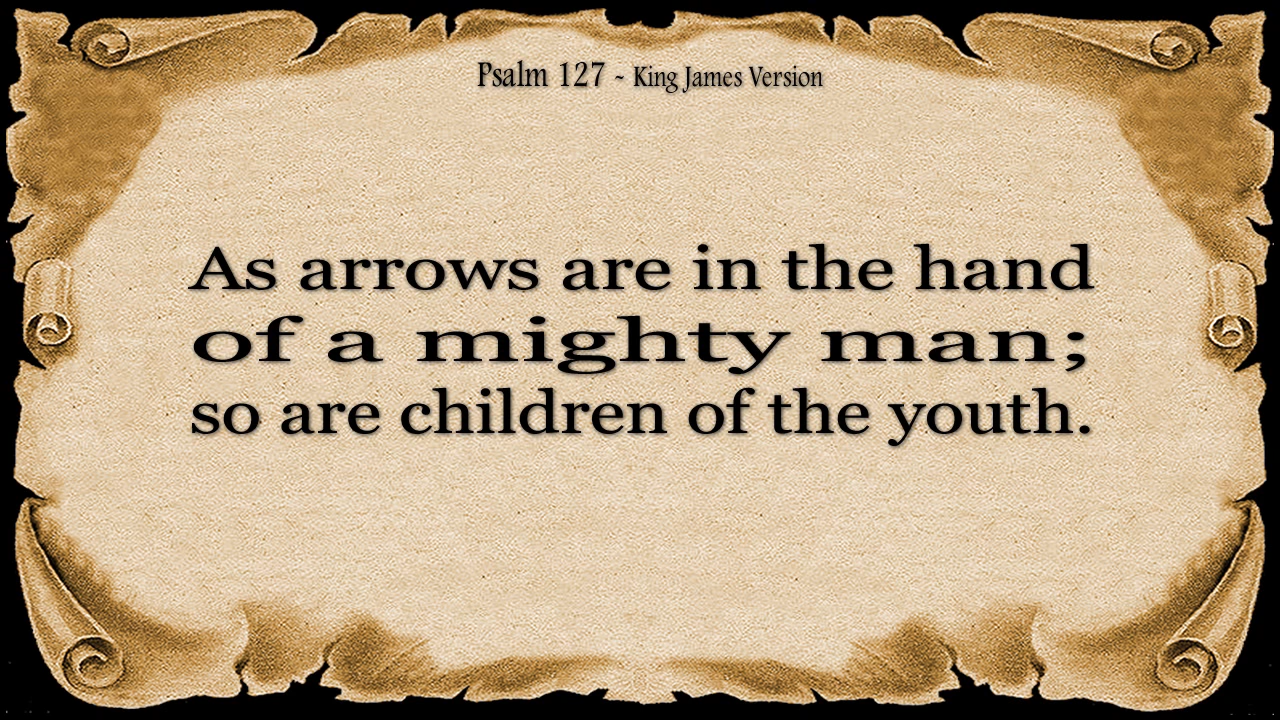 Psalm 127 - King James Version
As arrows are in the hand
of a mighty man;
so are children of the youth.